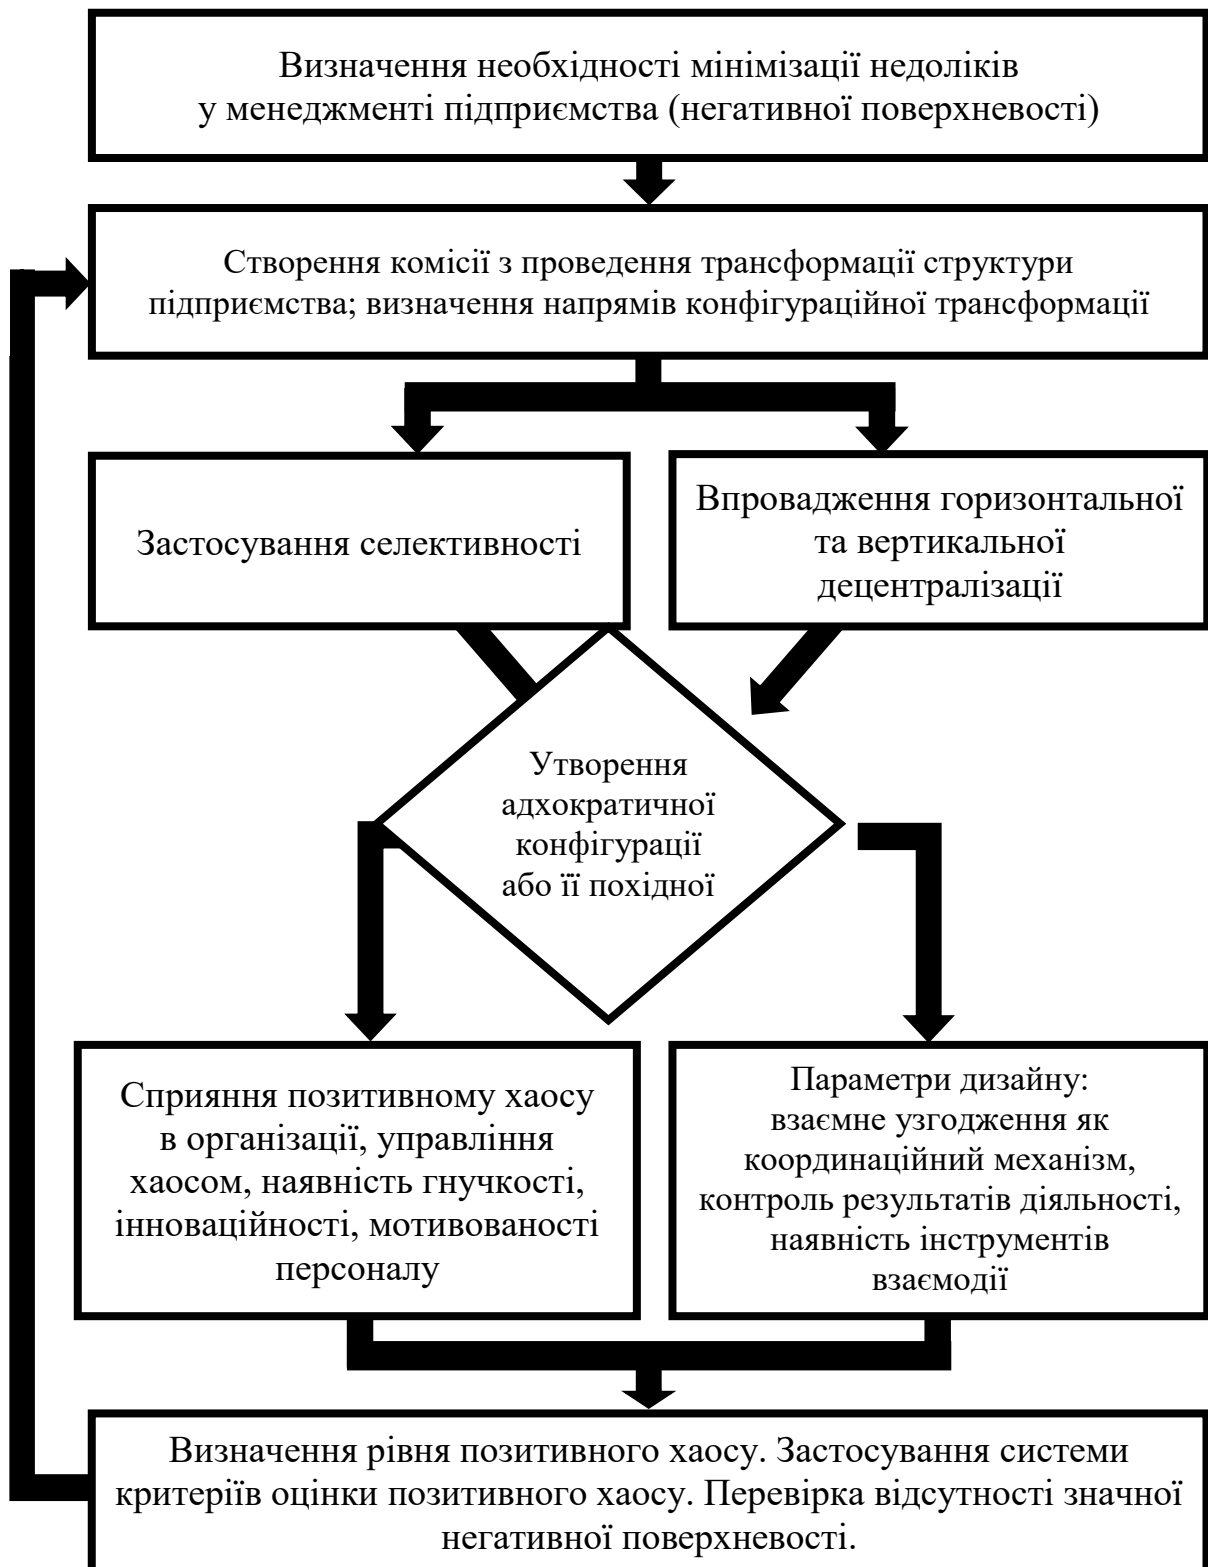 Визначення необхідності мінімізації недоліків
у менеджменті підприємства (негативної поверхневості)
Створення комісії з проведення трансформації структури
підприємства; визначення напрямів конфігураційної трансформації
Застосування селективності
Впровадження горизонтальної
та вертикальної
децентралізації
Утворення
адхократичної
конфігурації
або її похідної
Сприяння позитивному хаосу
в організації, управління
хаосом, наявність гнучкості,
інноваційності, мотивованості
персоналу
Параметри дизайну:
взаємне узгодження як
координаційний механізм,
контроль результатів діяльності,
наявність інструментів
взаємодії
Визначення рівня позитивного хаосу. Застосування системи
критеріїв оцінки позитивного хаосу. Перевірка відсутності значної
негативної поверхневості.